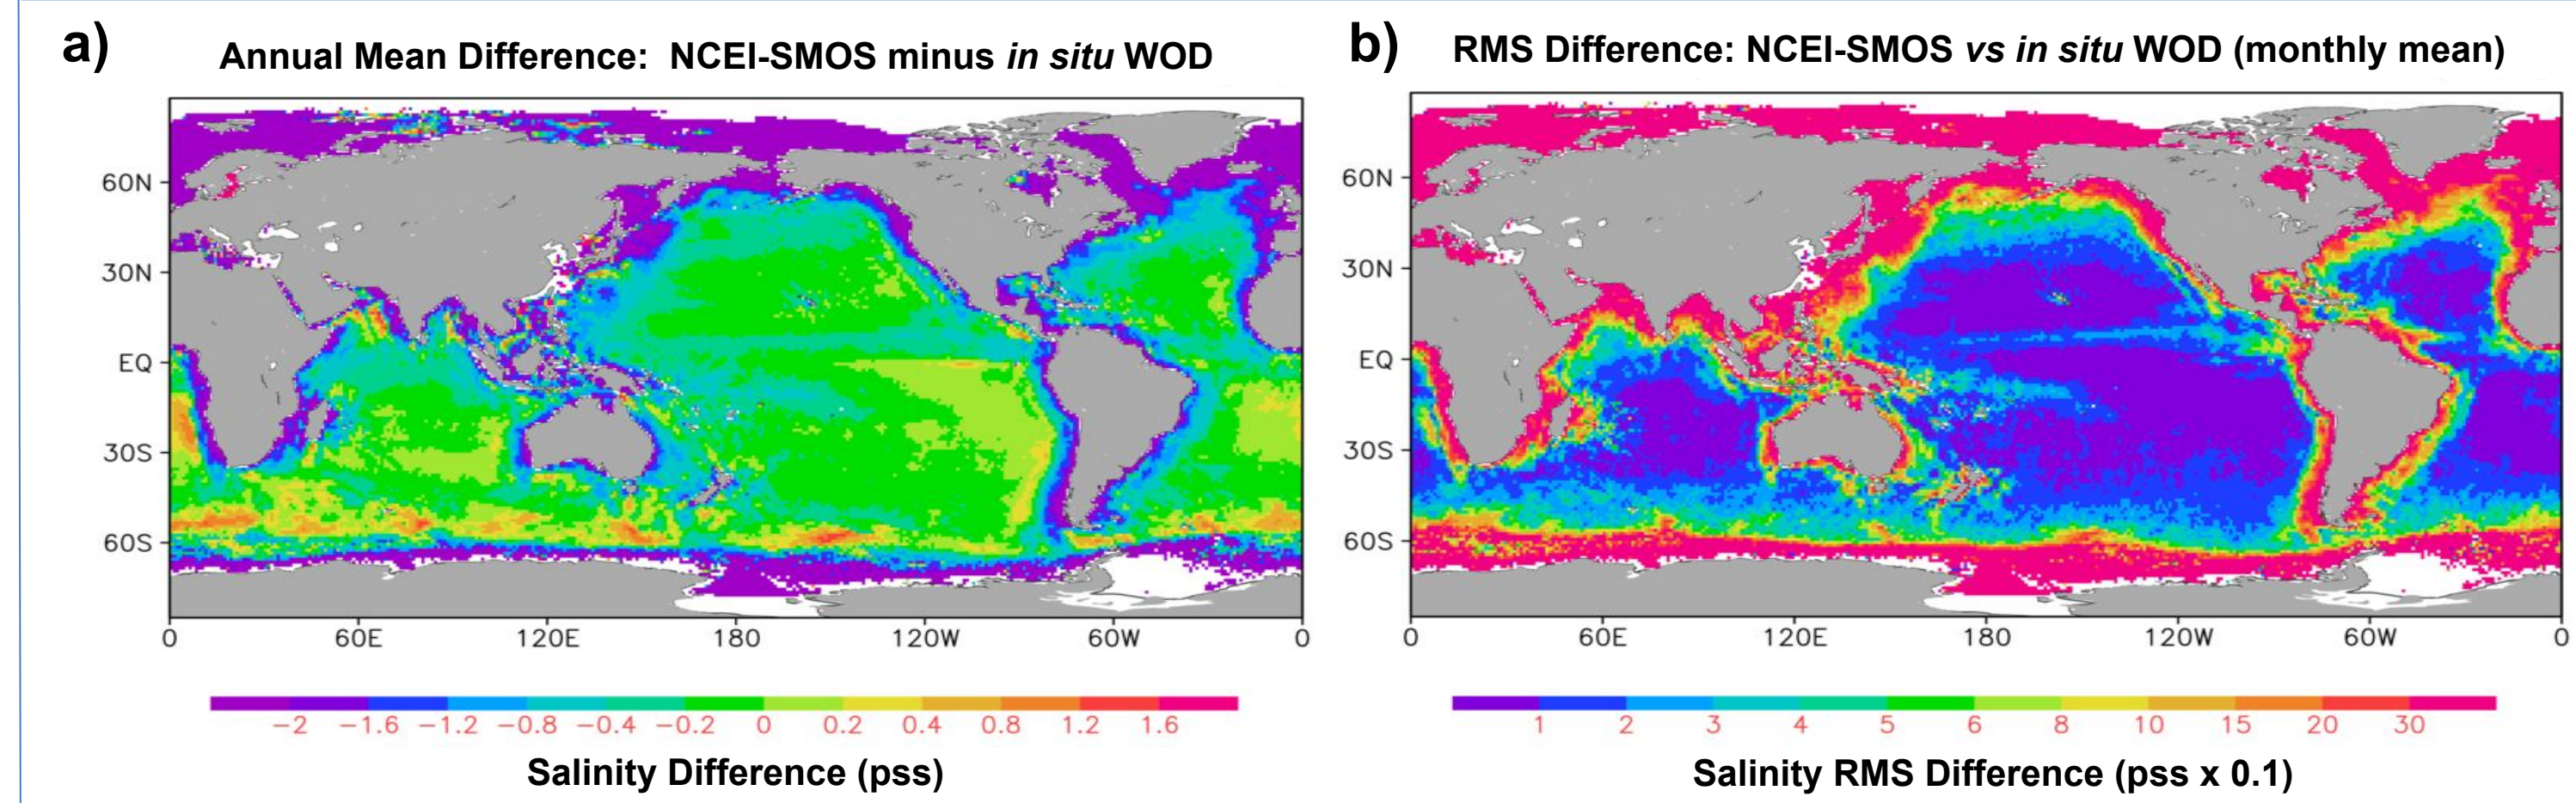 a)
Annual Mean Difference: NCEI-SMOS minus in situ WOD
60N
30N
EQ
30S
60S
0 60E 120E 180 120W 60W 0
−2 −1.6 −1.2 −0.8 −0.4 −0.2 0 0.2 0.4 0.8 1.2 1.6
Salinity Difference (pss)
b)
RMS Difference: NCEI-SMOS vs in situ WOD (monthly mean)
60N
30N
EQ
30S
60S
0 60E 120E 180 120W 60W 0
1 2 3 4 5 6 8 10 15 20 30
Salinity RMS Difference (pss x 0.1)